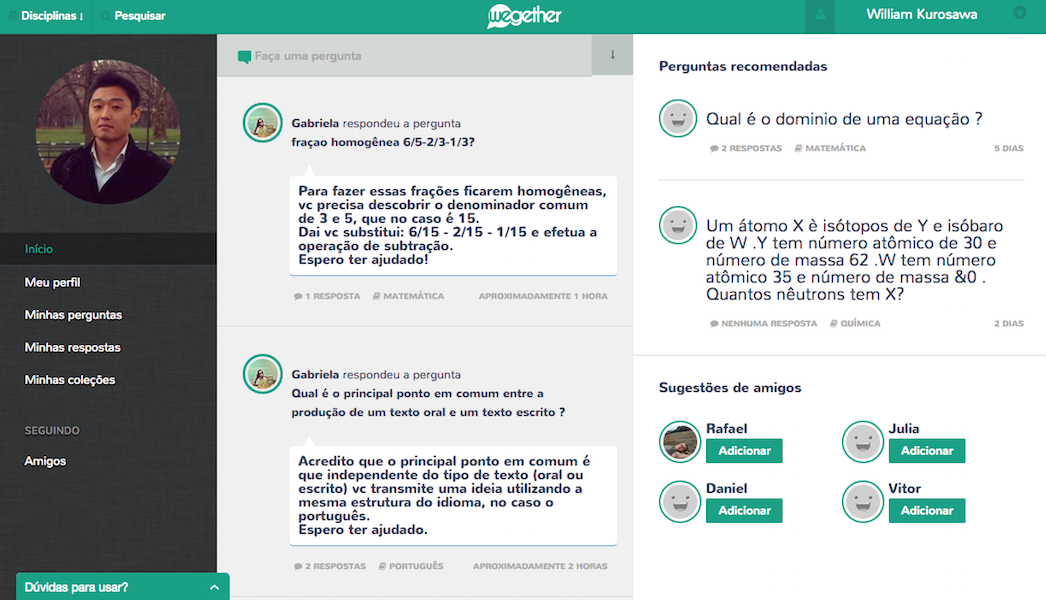 Disciplinas ↓
Pesquisar
wegether
William Kurosawa
Início
Meu perfil
Minhas perguntas
Minhas respostas
Minhas coleções
SEGUINDO
Amigos
Dúvidas para usar?
Faça uma pergunta
↓
Gabriela respondeu a pergunta
fraçao homogênea 6/5-2/3-1/3?
Para fazer essas frações ficarem homogêneas,
vc precisa descobrir o denominador comum
de 3 e 5, que no caso é 15.
Dai vc substitui: 6/15 - 2/15 - 1/15 e efetua a
operação de subtração.
Espero ter ajudado!
1 RESPOSTA MATEMÁTICA APROXIMADAMENTE 1 HORA
Gabriela respondeu a pergunta
Qual é o principal ponto em comum entre a
produção de um texto oral e um texto escrito ?
Acredito que o principal ponto em comum é
que independente do tipo de texto (oral ou
escrito) vc transmite uma ideia utilizando a
mesma estrutura do idioma, no caso o
português.
Espero ter ajudado.
2 RESPOSTAS PORTUGUÊS APROXIMADAMENTE 2 HORAS
Perguntas recomendadas
Qual é o dominio de uma equação ?
2 RESPOSTAS MATEMÁTICA 5 DIAS
Um átomo X è isótopos de Y e isóbaro
de W .Y tem número atômico de 30 e
número de massa 62 .W tem número
atômico 35 e número de massa &0 .
Quantos nêutrons tem X?
NENHUMA RESPOSTA QUÍMICA 2 DIAS
Sugestões de amigos
Rafael
Adicionar
Julia
Adicionar
Daniel
Adicionar
Vitor
Adicionar